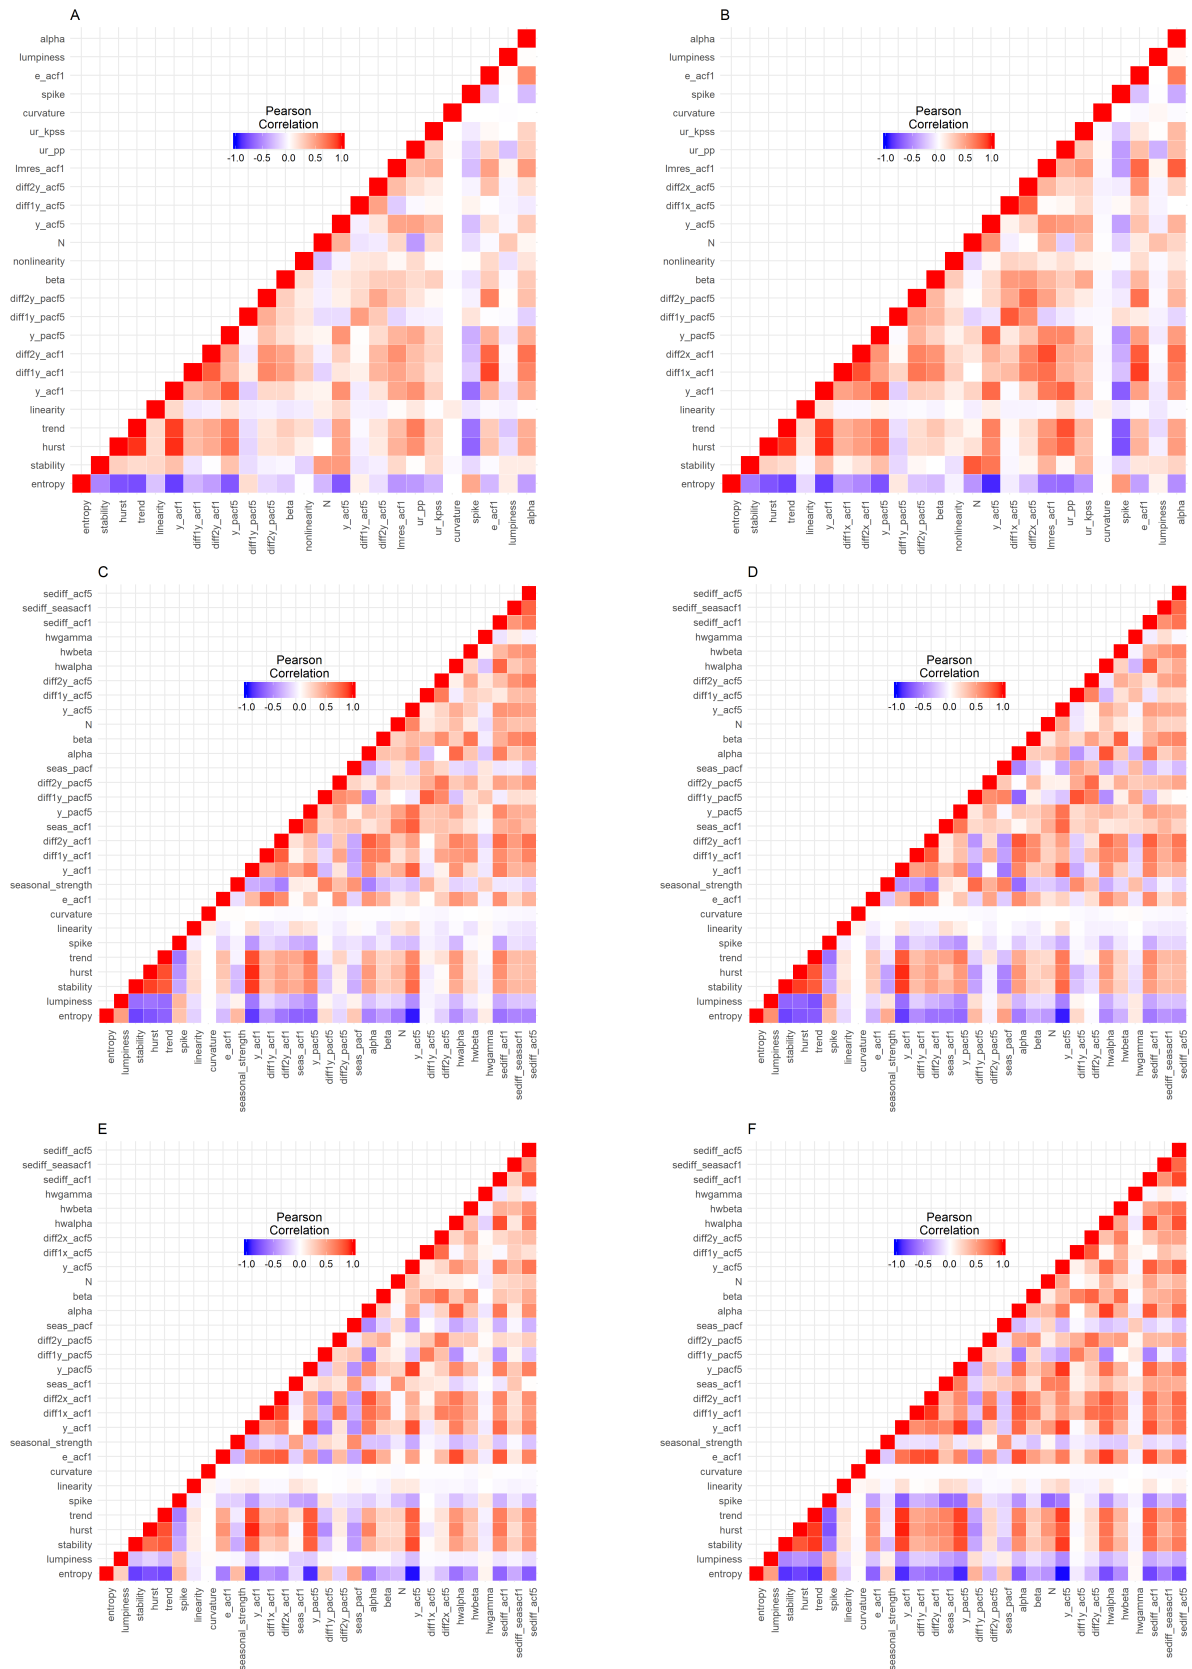 A
alpha
lumpiness
e_acf1
spike
curvature
ur_kpss
ur_pp
lmres_acf1
diff2y_acf5
diff1y_acf5
y_acf5
N
nonlinearity
beta
diff2y_pacf5
diff1y_pacf5
y_pacf5
diff2y_acf1
diff1y_acf1
y_acf1
linearity
trend
hurst
stability
entropy
Pearson
Correlation
-1.0 -0.5 0.0 0.5 1.0
entropy
stability
hurst
trend
linearity
y_acf1
diff1y_acf1
diff2y_acf1
y_pacf5
diff1y_pacf5
diff2y_pacf5
beta
nonlinearity
N
y_acf5
diff1y_acf5
diff2y_acf5
lmres_acf1
ur_pp
ur_kpss
curvature
spike
e_acf1
lumpiness
alpha
B
alpha
lumpiness
e_acf1
spike
curvature
ur_kpss
ur_pp
lmres_acf1
diff2x_acf5
diff1x_acf5
y_acf5
N
nonlinearity
beta
diff2y_pacf5
diff1y_pacf5
y_pacf5
diff2x_acf1
diff1x_acf1
y_acf1
linearity
trend
hurst
stability
entropy
Pearson
Correlation
-1.0 -0.5 0.0 0.5 1.0
entropy
stability
hurst
trend
linearity
y_acf1
diff1x_acf1
diff2x_acf1
y_pacf5
diff1y_pacf5
diff2y_pacf5
beta
nonlinearity
N
y_acf5
diff1x_acf5
diff2x_acf5
lmres_acf1
ur_pp
ur_kpss
curvature
spike
e_acf1
lumpiness
alpha
C
sediff_acf5
sediff_seasacf1
sediff_acf1
hwgamma
hwbeta
hwalpha
diff2y_acf5
diff1y_acf5
y_acf5
N
beta
alpha
seas_pacf
diff2y_pacf5
diff1y_pacf5
y_pacf5
seas_acf1
diff2y_acf1
diff1y_acf1
y_acf1
seasonal_strength
e_acf1
curvature
linearity
spike
trend
hurst
stability
lumpiness
entropy
Pearson
Correlation
-1.0 -0.5 0.0 0.5 1.0
entropy
lumpiness
stability
hurst
trend
spike
linearity
curvature
e_acf1
seasonal_strength
y_acf1
diff1y_acf1
diff2y_acf1
seas_acf1
y_pacf5
diff1y_pacf5
diff2y_pacf5
seas_pacf
alpha
beta
N
y_acf5
diff1y_acf5
diff2y_acf5
hwalpha
hwbeta
hwgamma
sediff_acf1
sediff_seasacf1
sediff_acf5
D
sediff_acf5
sediff_seasacf1
sediff_acf1
hwgamma
hwbeta
hwalpha
diff2y_acf5
diff1y_acf5
y_acf5
N
beta
alpha
seas_pacf
diff2y_pacf5
diff1y_pacf5
y_pacf5
seas_acf1
diff2y_acf1
diff1y_acf1
y_acf1
seasonal_strength
e_acf1
curvature
linearity
spike
trend
hurst
stability
lumpiness
entropy
Pearson
Correlation
-1.0 -0.5 0.0 0.5 1.0
entropy
lumpiness
stability
hurst
trend
spike
linearity
curvature
e_acf1
seasonal_strength
y_acf1
diff1y_acf1
diff2y_acf1
seas_acf1
y_pacf5
diff1y_pacf5
diff2y_pacf5
seas_pacf
alpha
beta
N
y_acf5
diff1y_acf5
diff2y_acf5
hwalpha
hwbeta
hwgamma
sediff_acf1
sediff_seasacf1
sediff_acf5
E
sediff_acf5
sediff_seasacf1
sediff_acf1
hwgamma
hwbeta
hwalpha
diff2x_acf5
diff1x_acf5
y_acf5
N
beta
alpha
seas_pacf
diff2y_pacf5
diff1y_pacf5
y_pacf5
seas_acf1
diff2x_acf1
diff1x_acf1
y_acf1
seasonal_strength
e_acf1
curvature
linearity
spike
trend
hurst
stability
lumpiness
entropy
Pearson
Correlation
-1.0 -0.5 0.0 0.5 1.0
entropy
lumpiness
stability
hurst
trend
spike
linearity
curvature
e_acf1
seasonal_strength
y_acf1
diff1x_acf1
diff2x_acf1
seas_acf1
y_pacf5
diff1y_pacf5
diff2y_pacf5
seas_pacf
alpha
beta
N
y_acf5
diff1x_acf5
diff2x_acf5
hwalpha
hwbeta
hwgamma
sediff_acf1
sediff_seasacf1
sediff_acf5
F
sediff_acf5
sediff_seasacf1
sediff_acf1
hwgamma
hwbeta
hwalpha
diff2y_acf5
diff1y_acf5
y_acf5
N
beta
alpha
seas_pacf
diff2y_pacf5
diff1y_pacf5
y_pacf5
seas_acf1
diff2y_acf1
diff1y_acf1
y_acf1
seasonal_strength
e_acf1
curvature
linearity
spike
trend
hurst
stability
lumpiness
entropy
Pearson
Correlation
-1.0 -0.5 0.0 0.5 1.0
entropy
lumpiness
stability
hurst
trend
spike
linearity
curvature
e_acf1
seasonal_strength
y_acf1
diff1y_acf1
diff2y_acf1
seas_acf1
y_pacf5
diff1y_pacf5
diff2y_pacf5
seas_pacf
alpha
beta
N
y_acf5
diff1y_acf5
diff2y_acf5
hwalpha
hwbeta
hwgamma
sediff_acf1
sediff_seasacf1
sediff_acf5